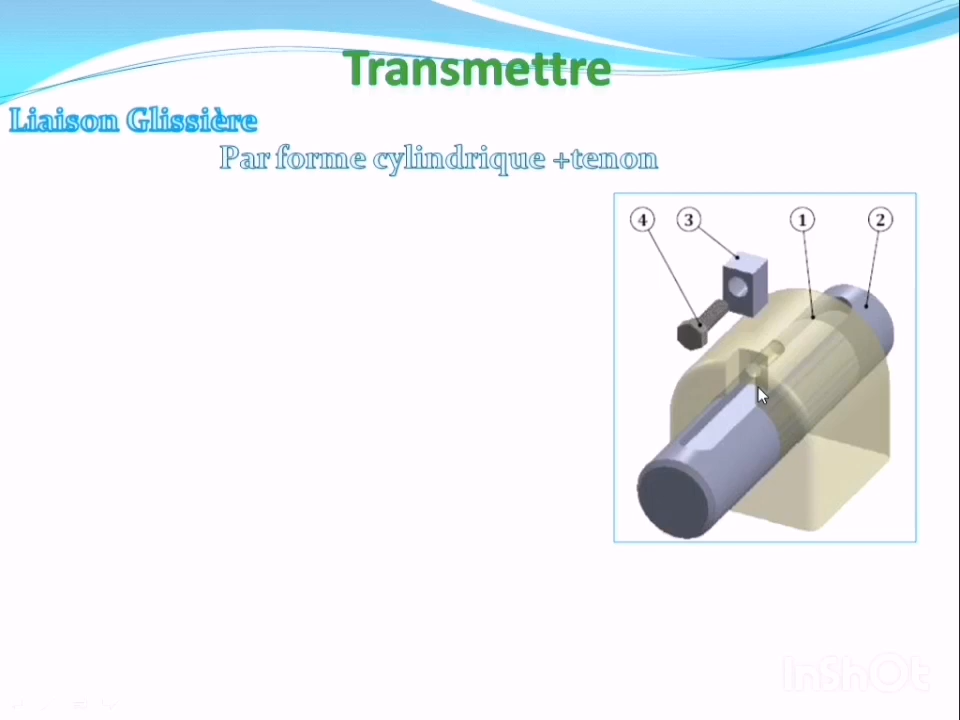 Transmettre
Liaison Glissière
Par forme cylindrique +tenon
4 3 1 2
InShOt